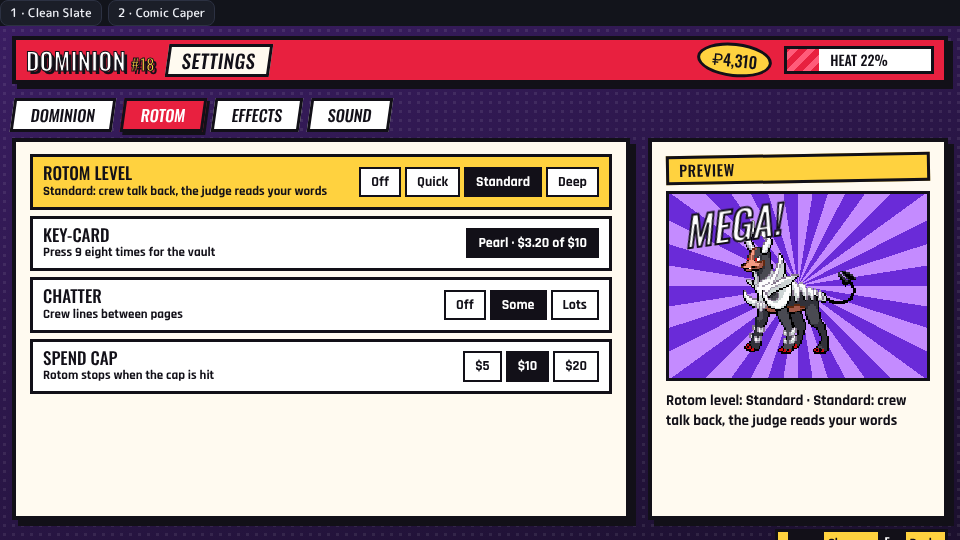 1 · Clean Slate
2 · Comic Caper
DOMINION #18
SETTINGS
₽4,310
HEAT 22%
DOMINION
ROTOM
EFFECTS
SOUND
ROTOM LEVEL
Standard: crew talk back, the judge reads your words
Off
Quick
Standard
Deep
KEY-CARD
Press 9 eight times for the vault
Pearl · $3.20 of $10
CHATTER
Crew lines between pages
Off
Some
Lots
SPEND CAP
Rotom stops when the cap is hit
$5
$10
$20
PREVIEW
MEGA!
Rotom level: Standard · Standard: crew
talk back, the judge reads your words